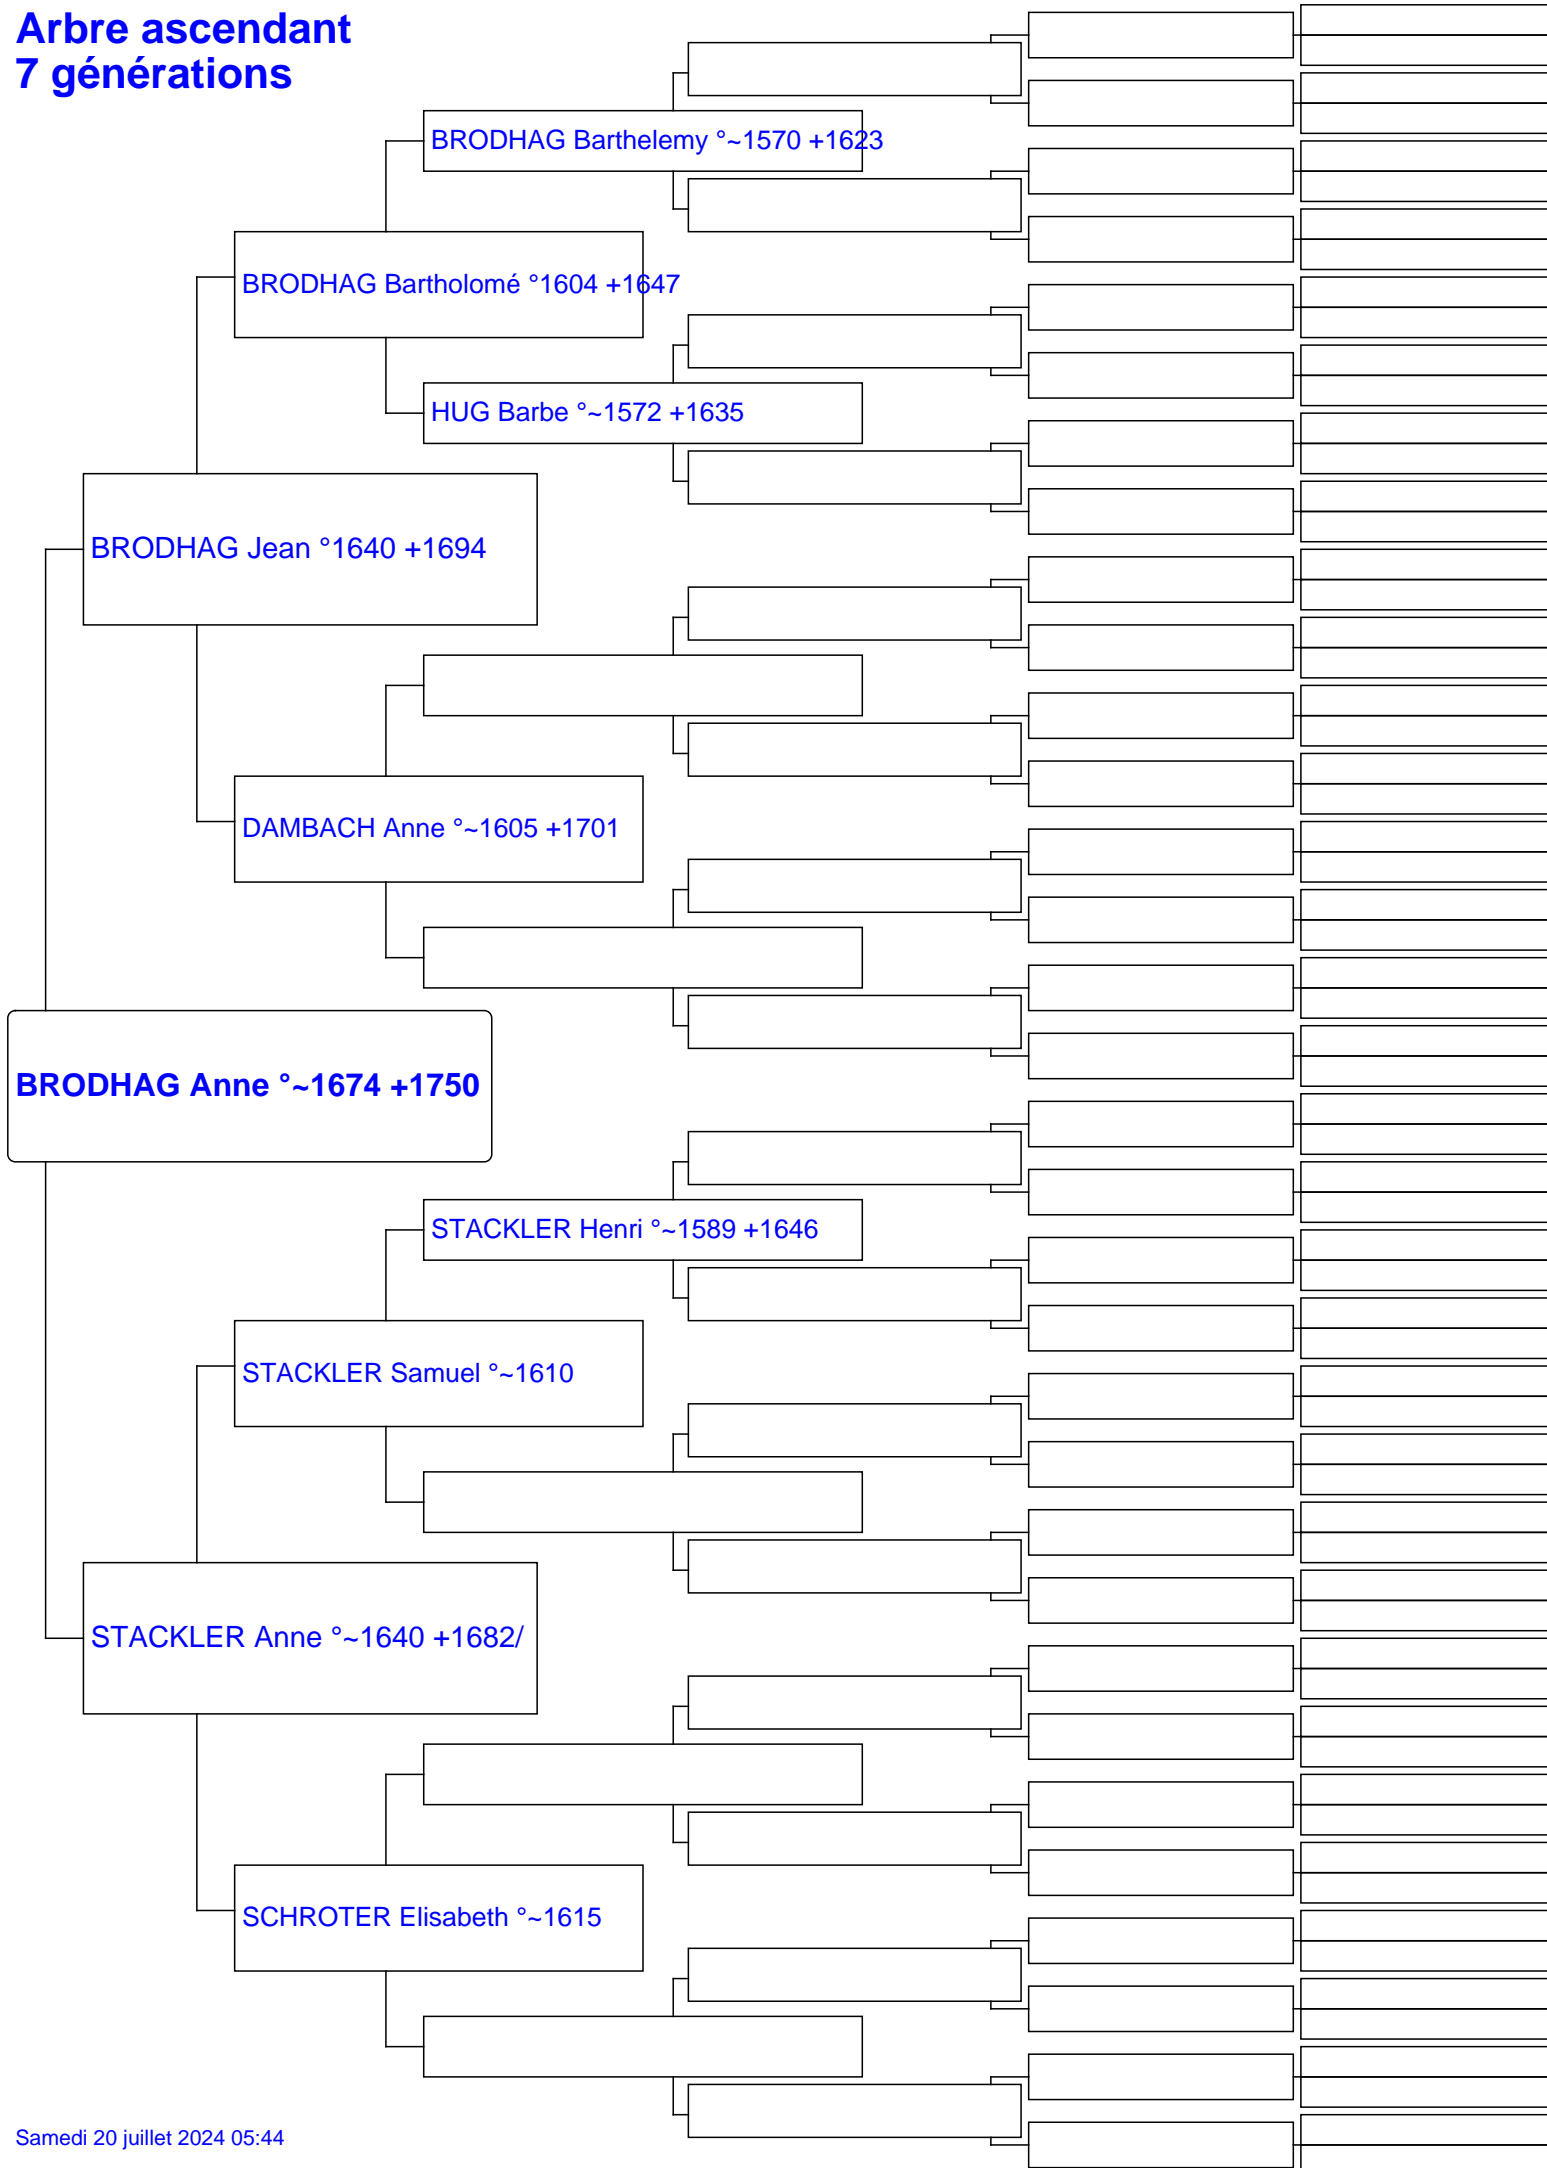 Arbre ascendant
7 générations
BRODHAG Barthelemy °~1570 +1623
BRODHAG Bartholomé °1604 +1647
HUG Barbe °~1572 +1635
BRODHAG Jean °1640 +1694
DAMBACH Anne °~1605 +1701
BRODHAG Anne °~1674 +1750
STACKLER Henri °~1589 +1646
STACKLER Samuel °~1610
STACKLER Anne °~1640 +1682/
SCHROTER Elisabeth °~1615
Samedi 20 juillet 2024 05:44